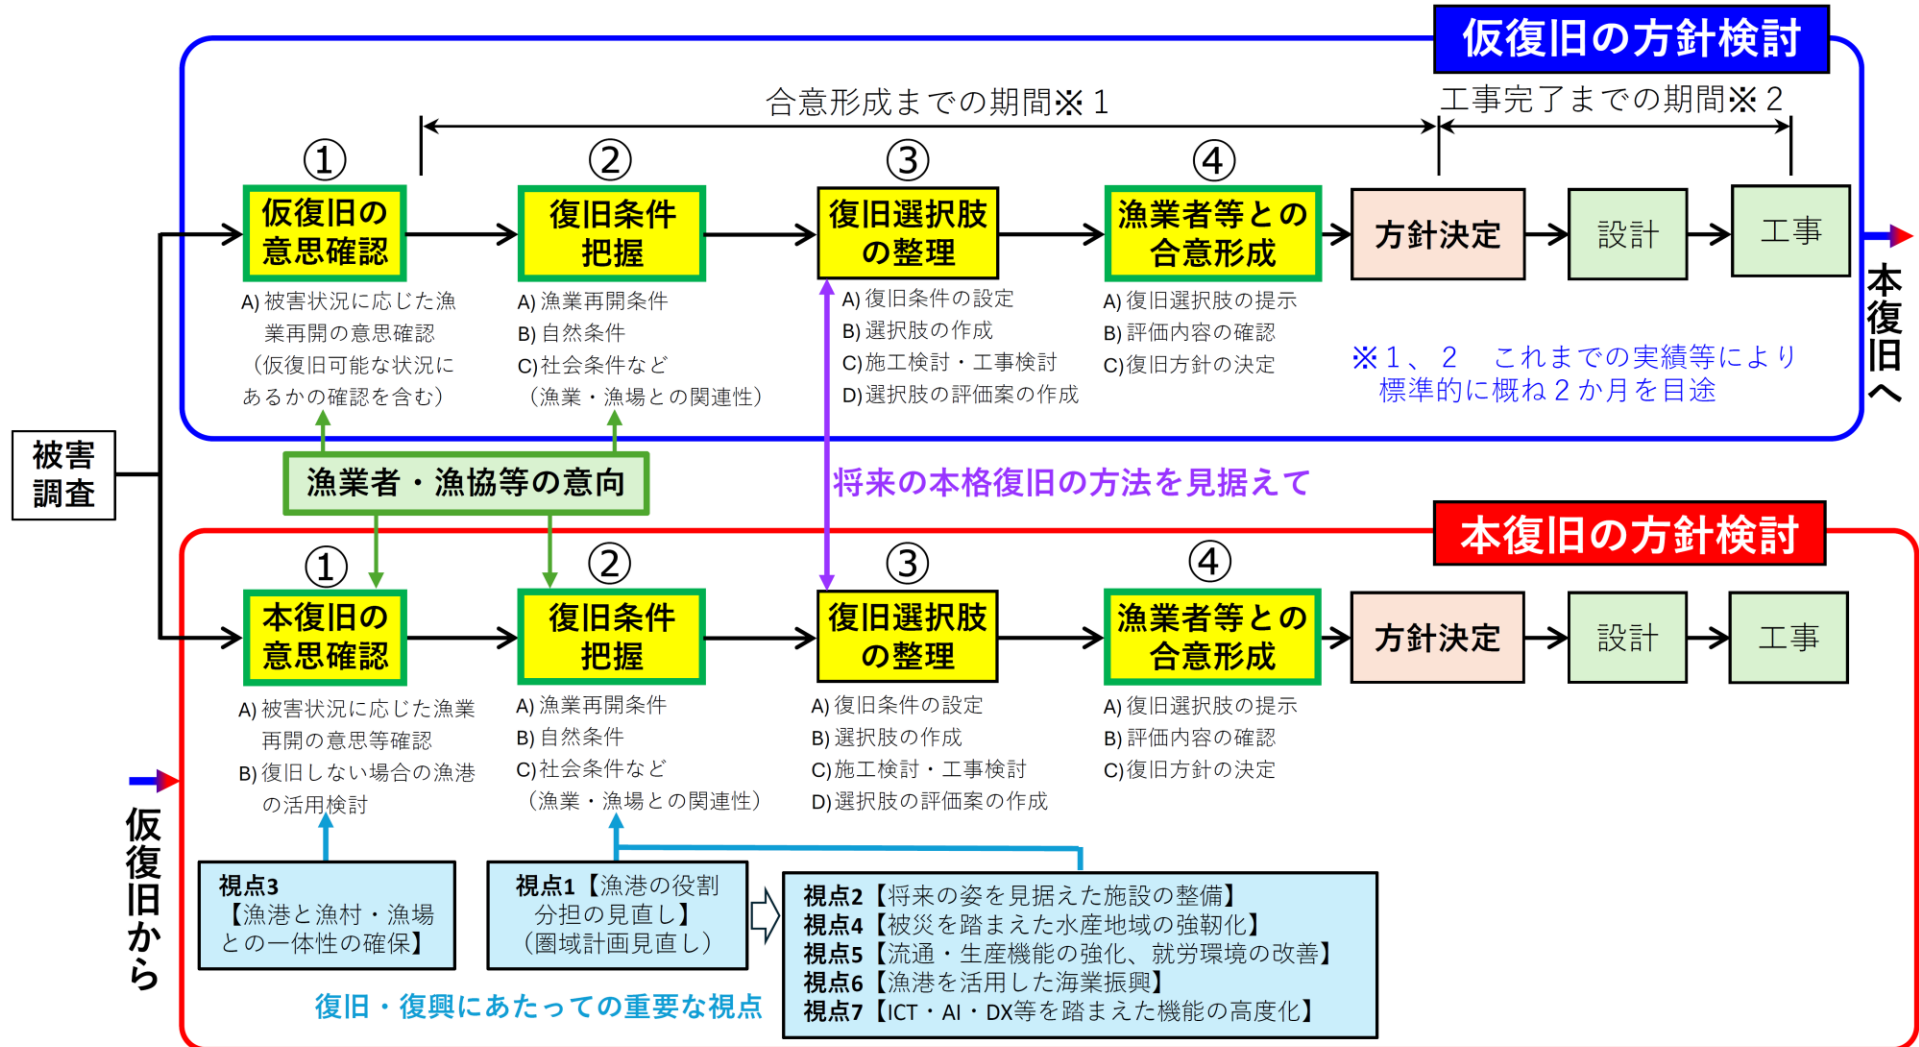 仮復旧の方針検討
合意形成までの期間※1
工事完了までの期間※2
①
②
③
④
仮復旧の
意思確認
復旧条件
把握
復旧選択肢
の整理
漁業者等との
合意形成
方針決定
設計
工事
A) 被害状況に応じた漁
業再開の意思確認
（仮復旧可能な状況に
あるかの確認を含む）
A) 漁業再開条件
B) 自然条件
C) 社会条件など
（漁業・漁場との関連性）
A) 復旧条件の設定
B) 選択肢の作成
C) 施工検討・工事検討
D) 選択肢の評価案の作成
A) 復旧選択肢の提示
B) 評価内容の確認
C) 復旧方針の決定
※1、2　これまでの実績等により
標準的に概ね2か月を目途
本復旧へ
被害
調査
漁業者・漁協等の意向
将来の本格復旧の方法を見据えて
本復旧の方針検討
①
②
③
④
本復旧の
意思確認
復旧条件
把握
復旧選択肢
の整理
漁業者等との
合意形成
方針決定
設計
工事
A) 被害状況に応じた漁業
再開の意思等確認
B) 復旧しない場合の漁港
の活用検討
A) 漁業再開条件
B) 自然条件
C) 社会条件など
（漁業・漁場との関連性）
A) 復旧条件の設定
B) 選択肢の作成
C) 施工検討・工事検討
D) 選択肢の評価案の作成
A) 復旧選択肢の提示
B) 評価内容の確認
C) 復旧方針の決定
仮復旧から
視点3
【漁港と漁村・漁場
との一体性の確保】
視点1【漁港の役割
分担の見直し】
（圏域計画見直し）
視点2【将来の姿を見据えた施設の整備】
視点4【被災を踏まえた水産地域の強靭化】
視点5【流通・生産機能の強化、就労環境の改善】
視点6【漁港を活用した海業振興】
視点7【ICT・AI・DX等を踏まえた機能の高度化】
復旧・復興にあたっての重要な視点